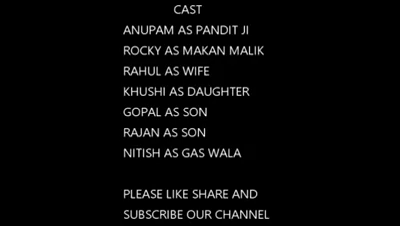 CAST
ANUPAM AS PANDIT JI
ROCKY AS MAKAN MALIK
RAHUL AS WIFE
KHUSHI AS DAUGHTER
GOPAL AS SON
RAJAN AS SON
NITISH AS GAS WALA
PLEASE LIKE SHARE AND
SUBSCRIBE OUR CHANNEL